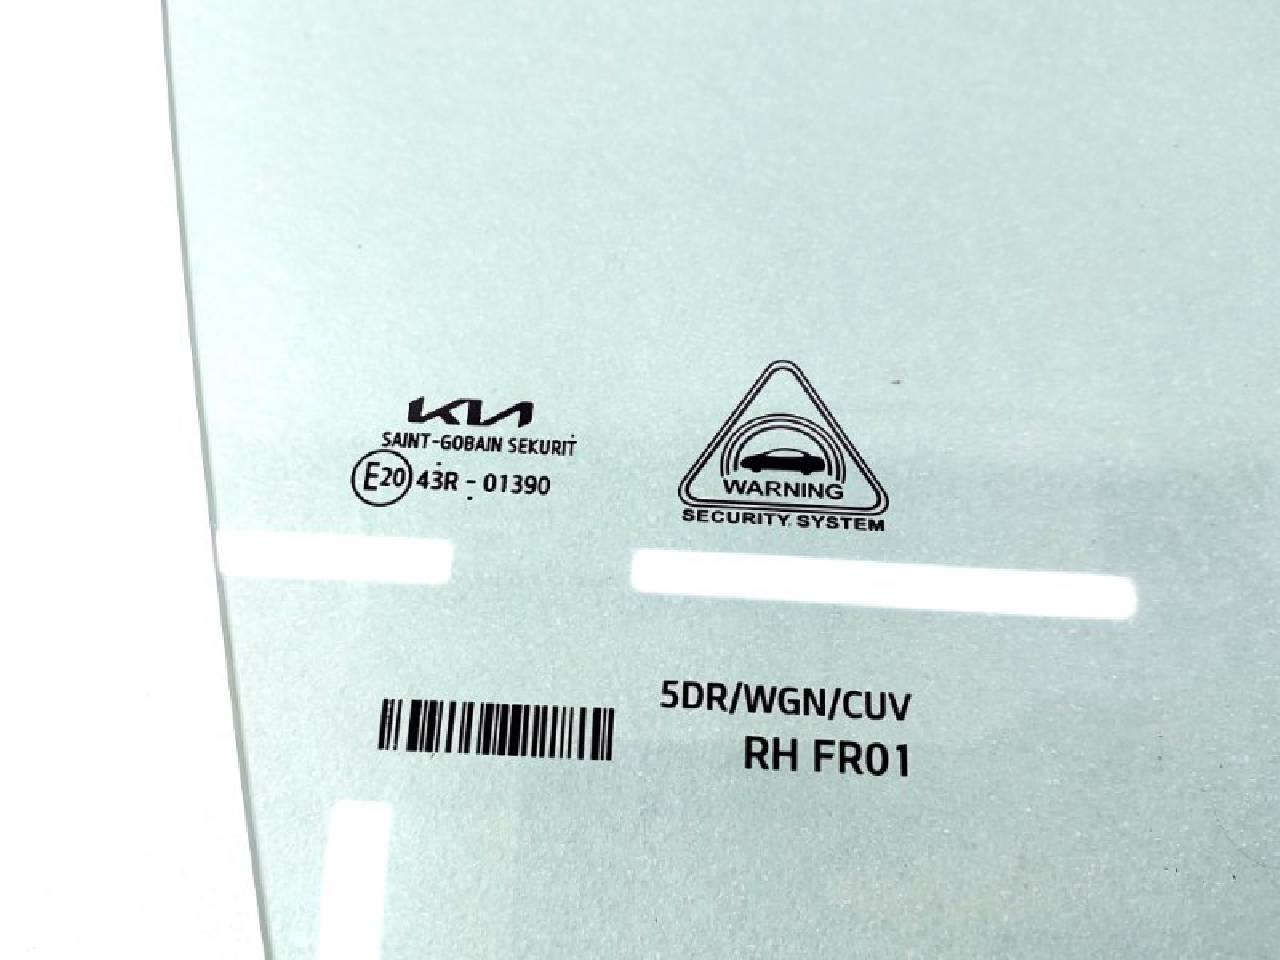 KIA
SAINT-GOBAIN SEKURIT
E20 43R - 01390
WARNING
SECURITY SYSTEM
5DR/WGN/CUV
RH FR01